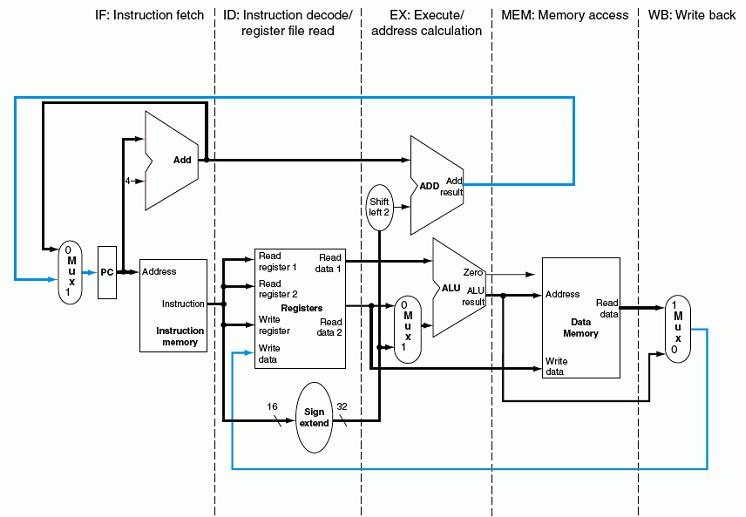 IF: Instruction fetch
ID: Instruction decode/
register file read
EX: Execute/
address calculation
MEM: Memory access
WB: Write back
Add
4
ADD
Add
result
Shift
left 2
0
M
u
x
1
PC
Address
Instruction
Instruction
memory
Read
register 1
Read
register 2
Registers
Write
register
Write
data
Read
data 1
Read
data 2
16
Sign
extend
32
0
M
u
x
1
Zero
ALU
ALU
result
Address
Read
data
Data
Memory
Write
data
1
M
u
x
0